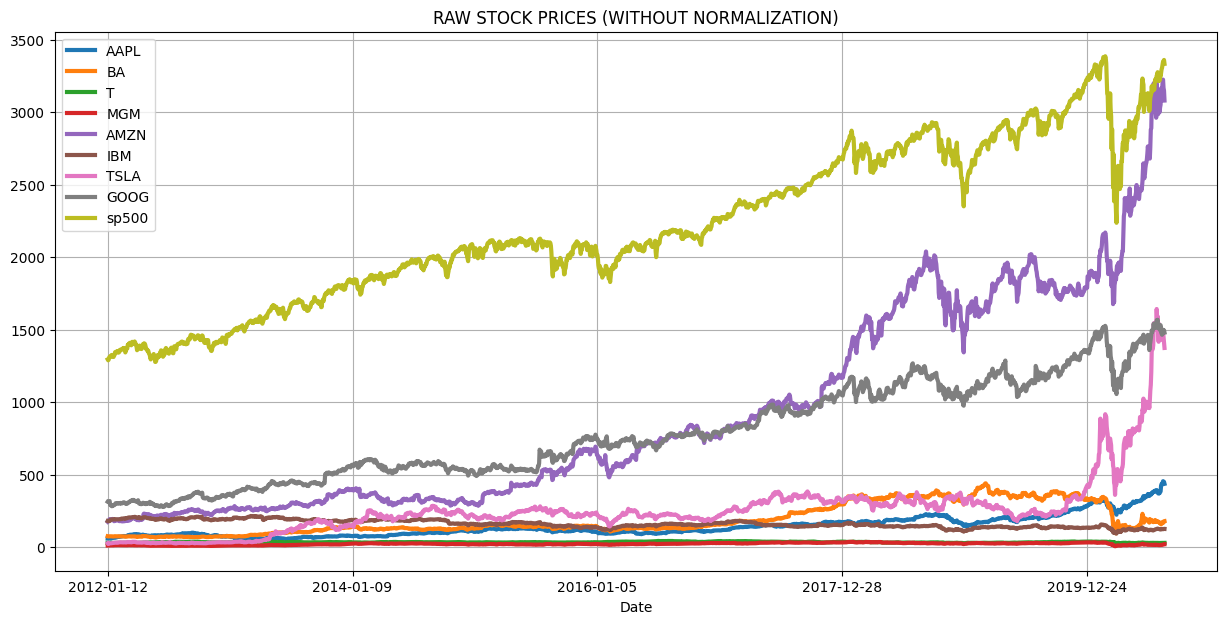 RAW STOCK PRICES (WITHOUT NORMALIZATION)
3500
3000
2500
2000
1500
1000
500
0
AAPL
BA
T
MGM
AMZN
IBM
TSLA
GOOG
sp500
2012-01-12 2014-01-09 2016-01-05 2017-12-28 2019-12-24
Date